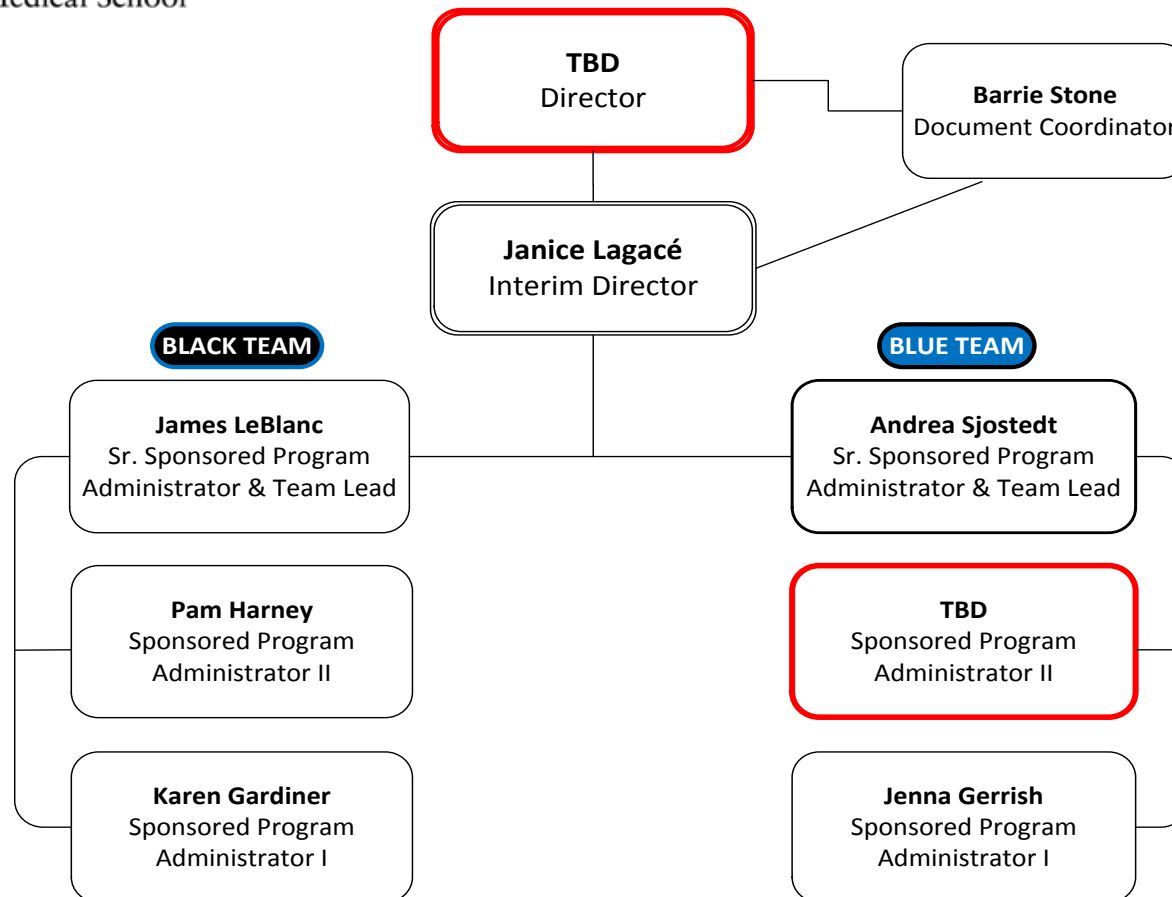 Medical School
TBD
Director
Barrie Stone
Document Coordinator
Janice Lagacé
Interim Director
BLACK TEAM
BLUE TEAM
James LeBlanc
Sr. Sponsored Program
Administrator & Team Lead
Andrea Sjostedt
Sr. Sponsored Program
Administrator & Team Lead
Pam Harney
Sponsored Program
Administrator II
TBD
Sponsored Program
Administrator II
Karen Gardiner
Sponsored Program
Administrator I
Jenna Gerrish
Sponsored Program
Administrator I